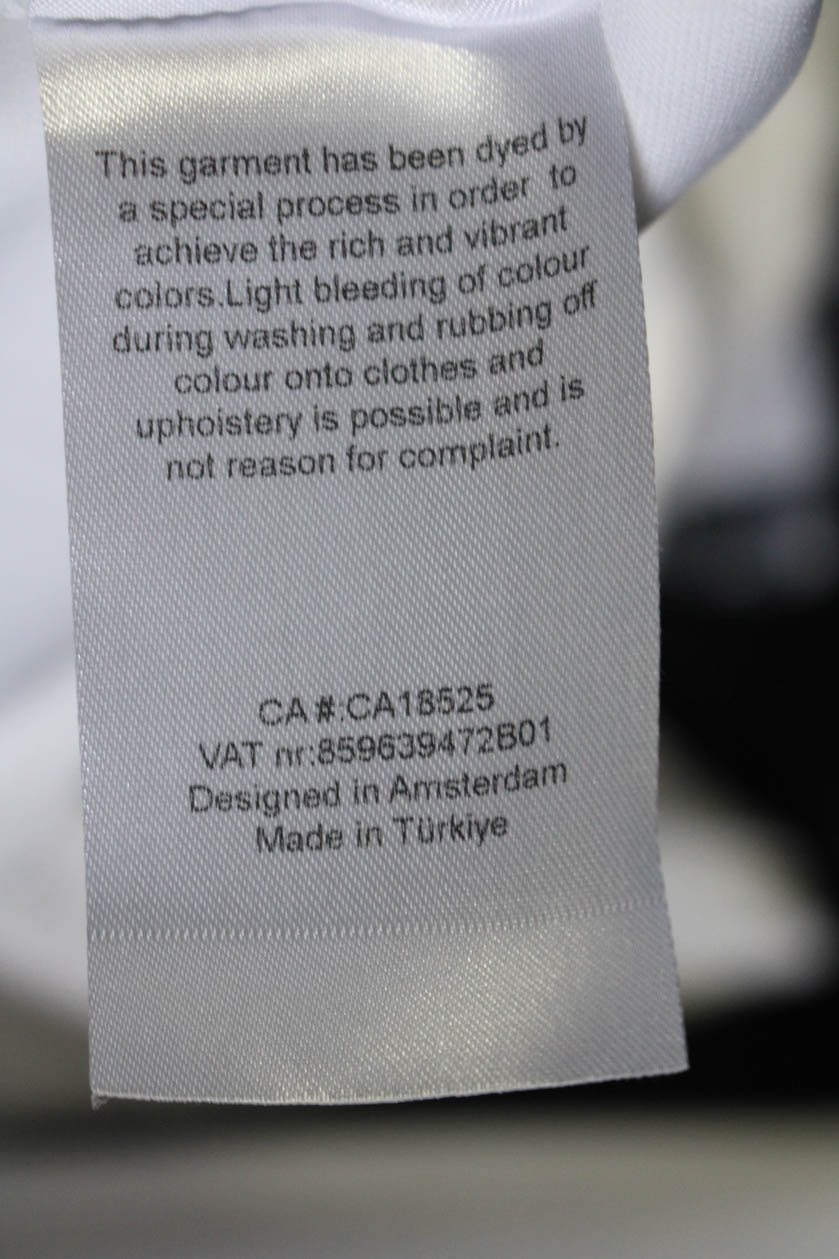 This garment has been dyed by
a special process in order to
achieve the rich and vibrant
colors.Light bleeding of colour
during washing and rubbing off
colour onto clothes and
uphoistery is possible and is
not reason for complaint.
CA #:CA18525
VAT nr:859639472B01
Designed in Amsterdam
Made in Türkiye